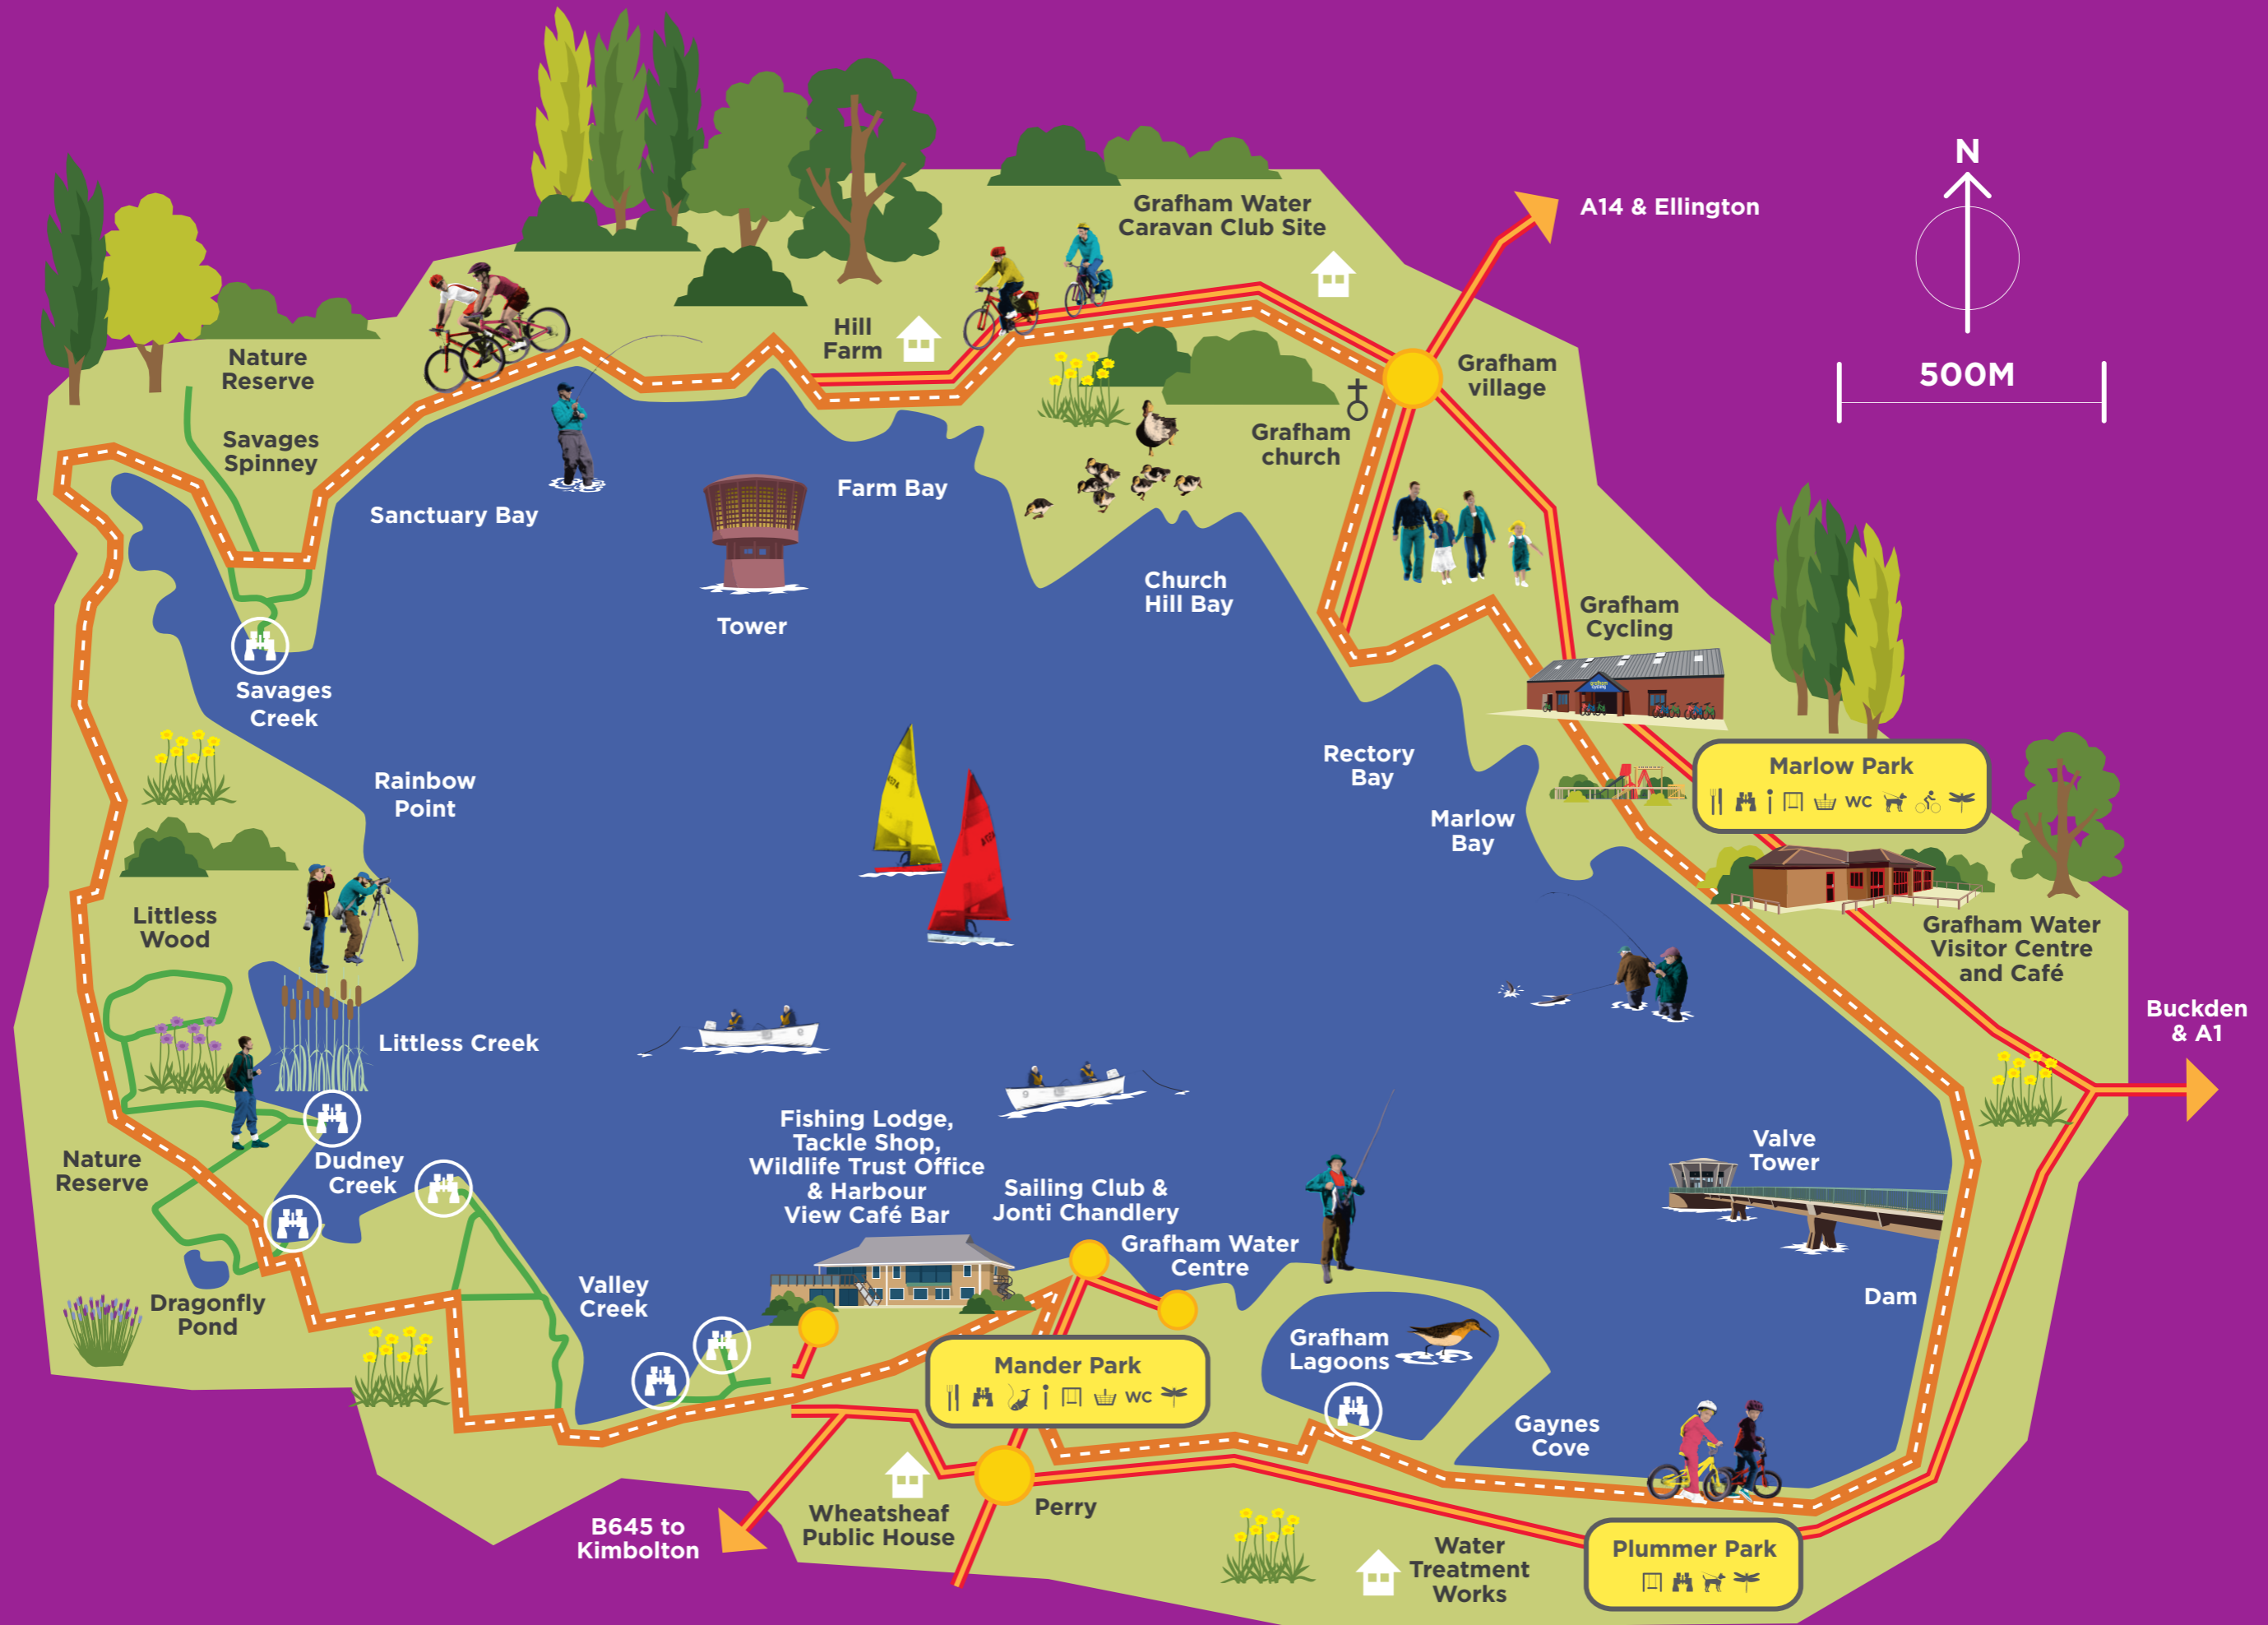 N
500M
A14 & Ellington
Grafham Water
Caravan Club Site
Hill
Farm
Grafham
village
Grafham
church
Nature
Reserve
Savages
Spinney
Sanctuary Bay
Farm Bay
Tower
Church
Hill Bay
Grafham
Cycling
Savages
Creek
Rectory
Bay
Marlow Park
WC
Rainbow
Point
Marlow
Bay
Littless
Wood
Grafham Water
Visitor Centre
and Café
Buckden
& A1
Littless Creek
Fishing Lodge,
Tackle Shop,
Wildlife Trust Office
& Harbour
View Café Bar
Valve
Tower
Nature
Reserve
Dudney
Creek
Sailing Club &
Jonti Chandlery
Grafham Water
Centre
Valley
Creek
Dam
Dragonfly
Pond
Grafham
Lagoons
Mander Park
WC
Gaynes
Cove
Wheatsheaf
Public House
Perry
B645 to
Kimbolton
Water
Treatment
Works
Plummer Park